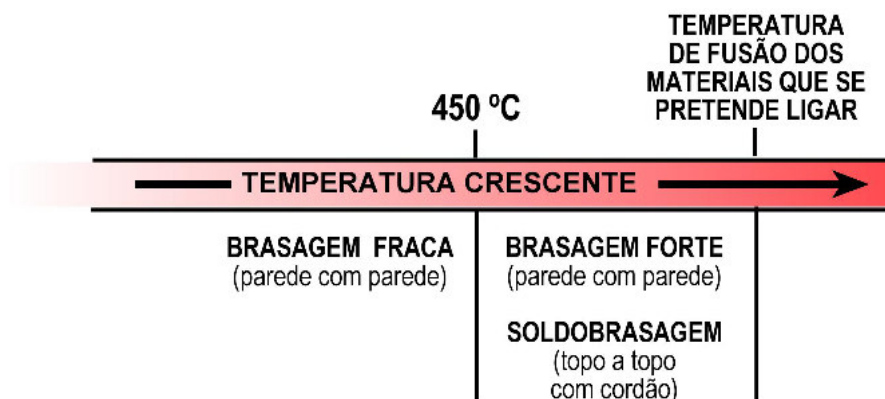 TEMPERATURA
DE FUSÃO DOS
MATERIAIS QUE SE
PRETENDE LIGAR
450 ºC
TEMPERATURA CRESCENTE
BRASAGEM FRACA
(parede com parede)
BRASAGEM FORTE
(parede com parede)
SOLDOBRASAGEM
(topo a topo
com cordão)